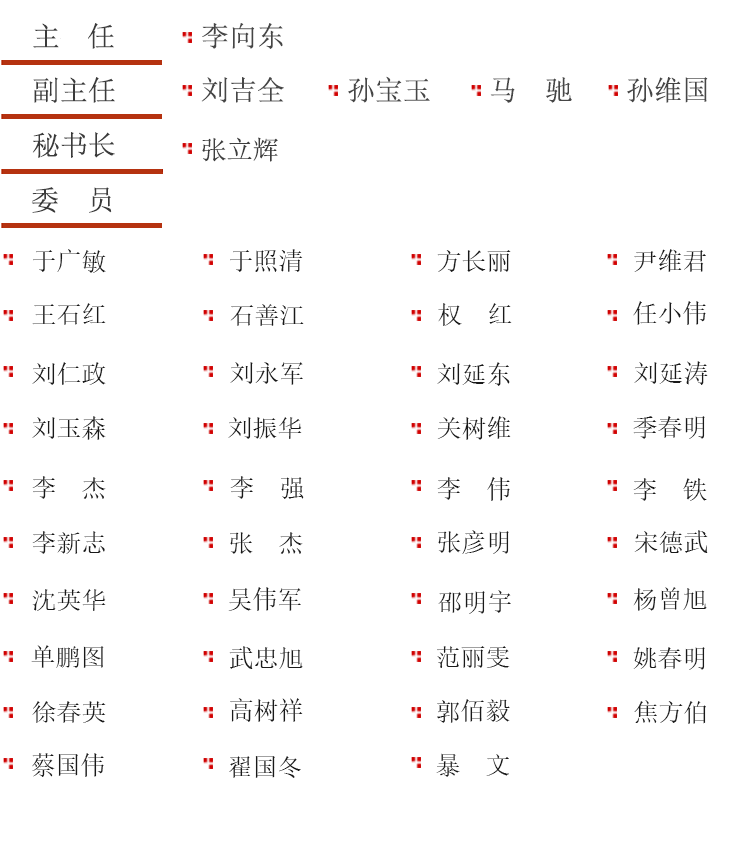 主　任 李向东
副主任 刘吉全 孙宝玉 马　驰 孙维国
秘书长 张立辉
委　员
于广敏 于照清 方长丽 尹维君
王石红 石善江 权　红 任小伟
刘仁政 刘永军 刘延东 刘延涛
刘玉森 刘振华 关树维 季春明
李　杰 李　强 李　伟 李　铁
李新志 张　杰 张彦明 宋德武
沈英华 吴伟军 邵明宇 杨曾旭
单鹏图 武忠旭 范丽雯 姚春明
徐春英 高树祥 郭佰毅 焦方伯
蔡国伟 翟国冬 暴　文